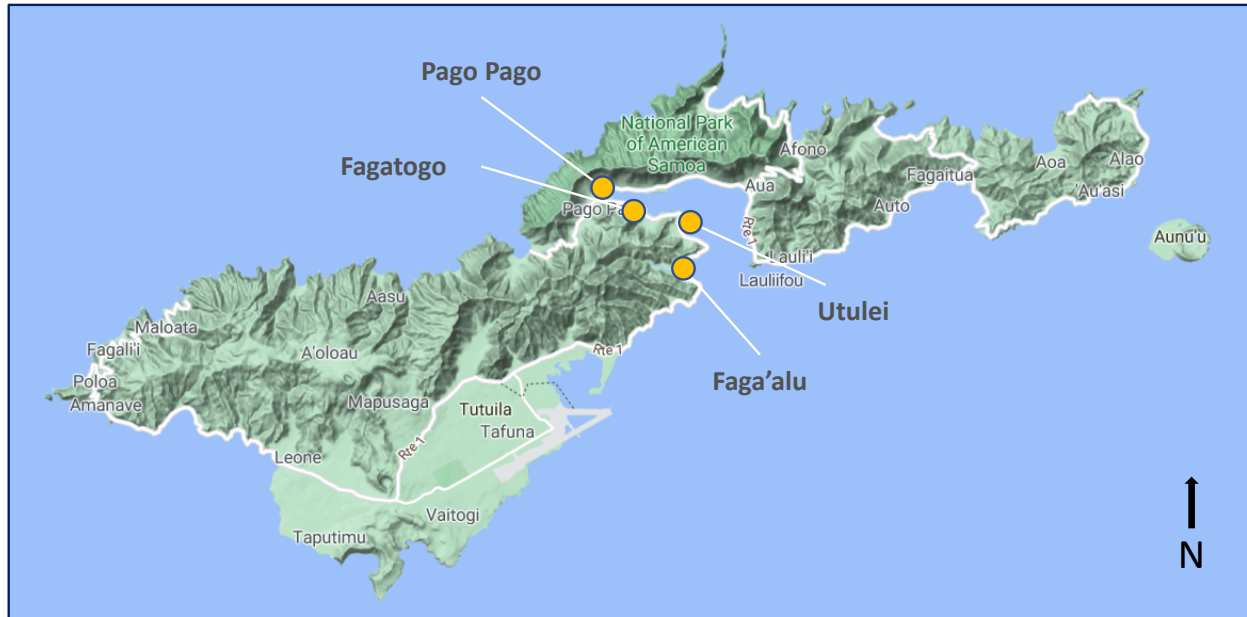 Pago Pago
National Park
of American
Samoa
Afono
Fagatogo
Aoa
Alao
Fagaitua
Aua
'Au'asi
Pago Pa
Auto
Rte 1
Aunu'u
Lauli'i
Lauliifou
Aasu
Utulei
Maloata
Fagali'i
A'oloau
Rte 1
Poloa
Faga'alu
Amanave
Mapusaga
Tutuila
Tafuna
Rte 1
Leone
Vaitogi
Taputimu
N